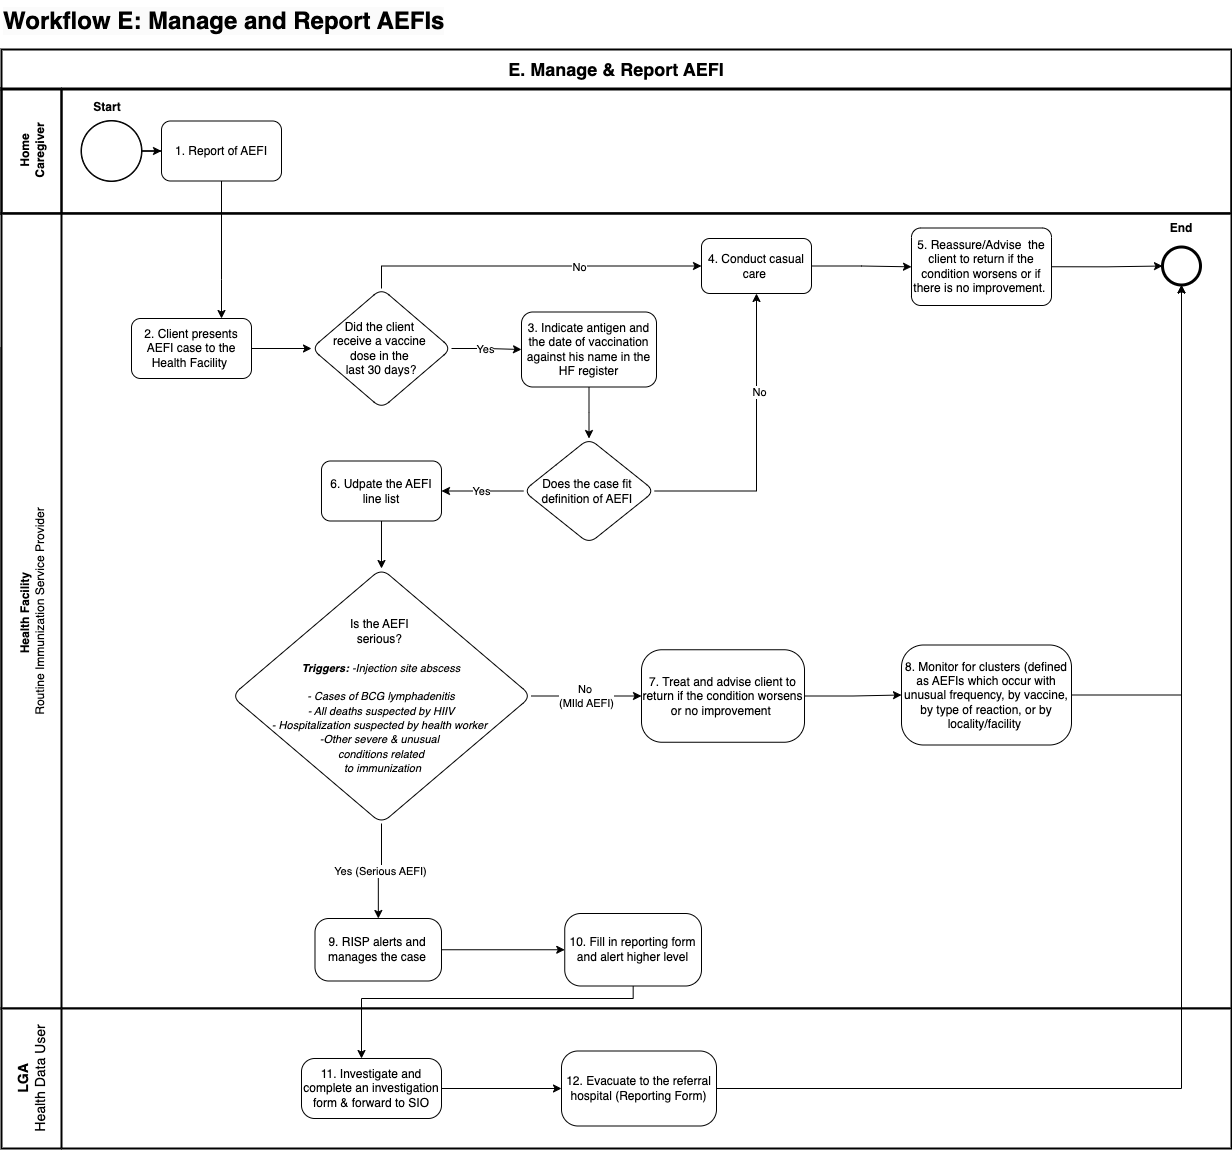 Workflow E: Manage and Report AEFIs
E. Manage & Report AEFI
Home
Caregiver
Start
1. Report of AEFI
Health Facility
Routine Immunization Service Provider
End
5. Reassure/Advise the
client to return if the
condition worsens or if
there is no improvement.
4. Conduct casual
care
No
2. Client presents
AEFI case to the
Health Facility
Did the client
receive a vaccine
dose in the
last 30 days?
Yes
3. Indicate antigen and
the date of vaccination
against his name in the
HF register
No
6. Udpate the AEFI
line list
Yes
Does the case fit
definition of AEFI
Is the AEFI
serious?
Triggers: -Injection site abscess
- Cases of BCG lymphadenitis
- All deaths suspected by HIIV
- Hospitalization suspected by health worker
-Other severe & unusual
conditions related
to immunization
No
(MIld AEFI)
7. Treat and advise client to
return if the condition worsens
or no improvement
8. Monitor for clusters (defined
as AEFIs which occur with
unusual frequency, by vaccine,
by type of reaction, or by
locality/facility
Yes (Serious AEFI)
9. RISP alerts and
manages the case
10. Fill in reporting form
and alert higher level
LGA
Health Data User
11. Investigate and
complete an investigation
form & forward to SIO
12. Evacuate to the referral
hospital (Reporting Form)